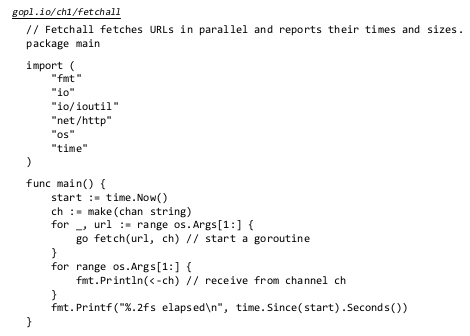 gopl.io/ch1/fetchall
// Fetchall fetches URLs in parallel and reports their times and sizes.
package main
import (
"fmt"
"io"
"io/ioutil"
"net/http"
"os"
"time"
)
func main() {
start := time.Now()
ch := make(chan string)
for _, url := range os.Args[1:] {
go fetch(url, ch) // start a goroutine
}
for range os.Args[1:] {
fmt.Println(<-ch) // receive from channel ch
}
fmt.Printf("%.2fs elapsed\n", time.Since(start).Seconds())
}